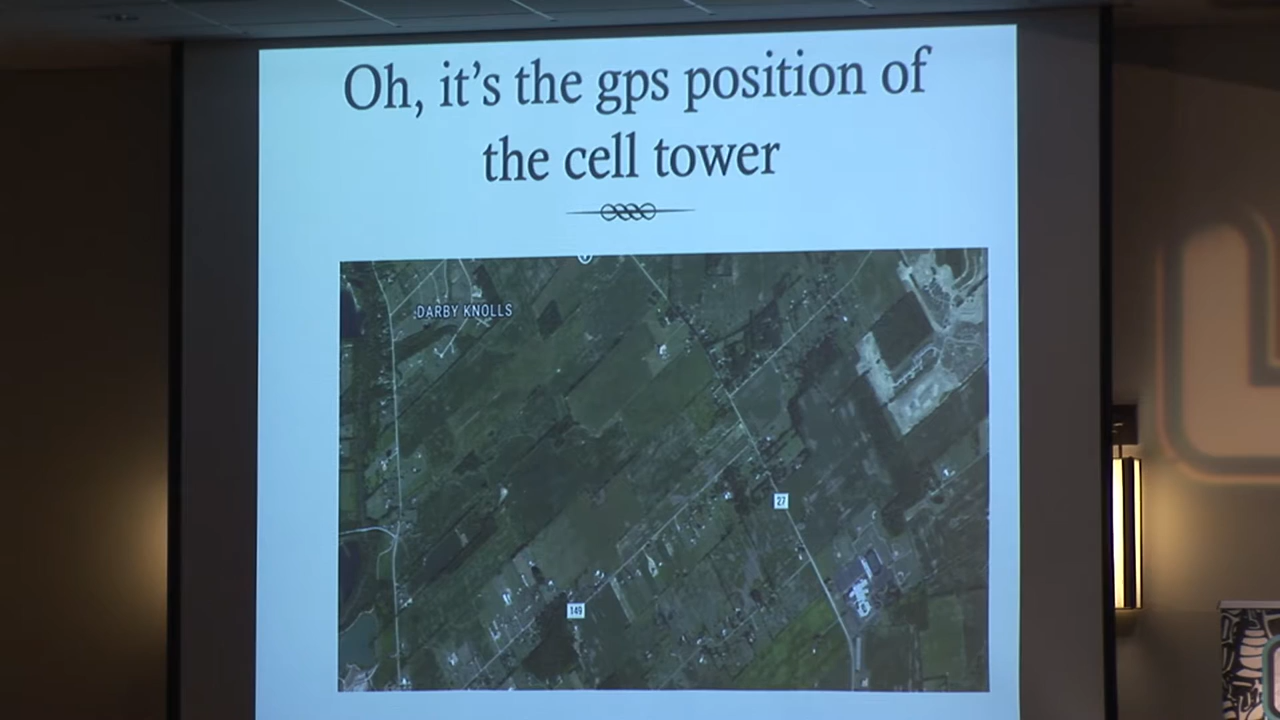 Oh, it's the gps position of
the cell tower
DARBY KNOLLS
27
149